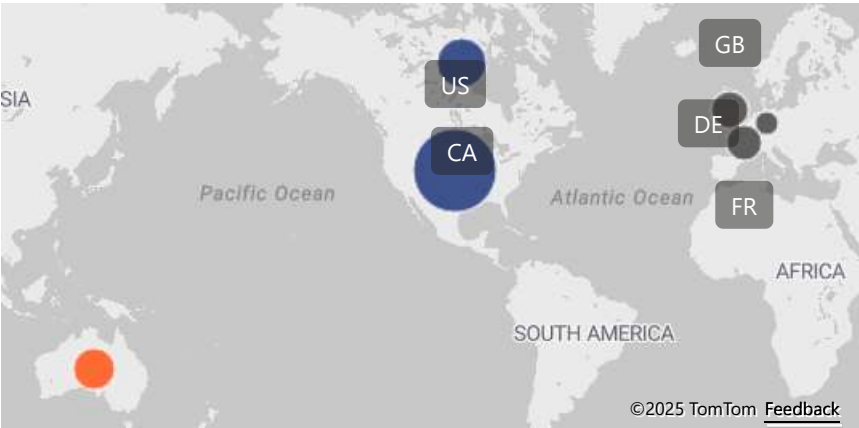 GB
US
SIA
DE
CA
Pacific Ocean
Atlantic Ocean
FR
AFRICA
SOUTH AMERICA
©2025 TomTom Feedback